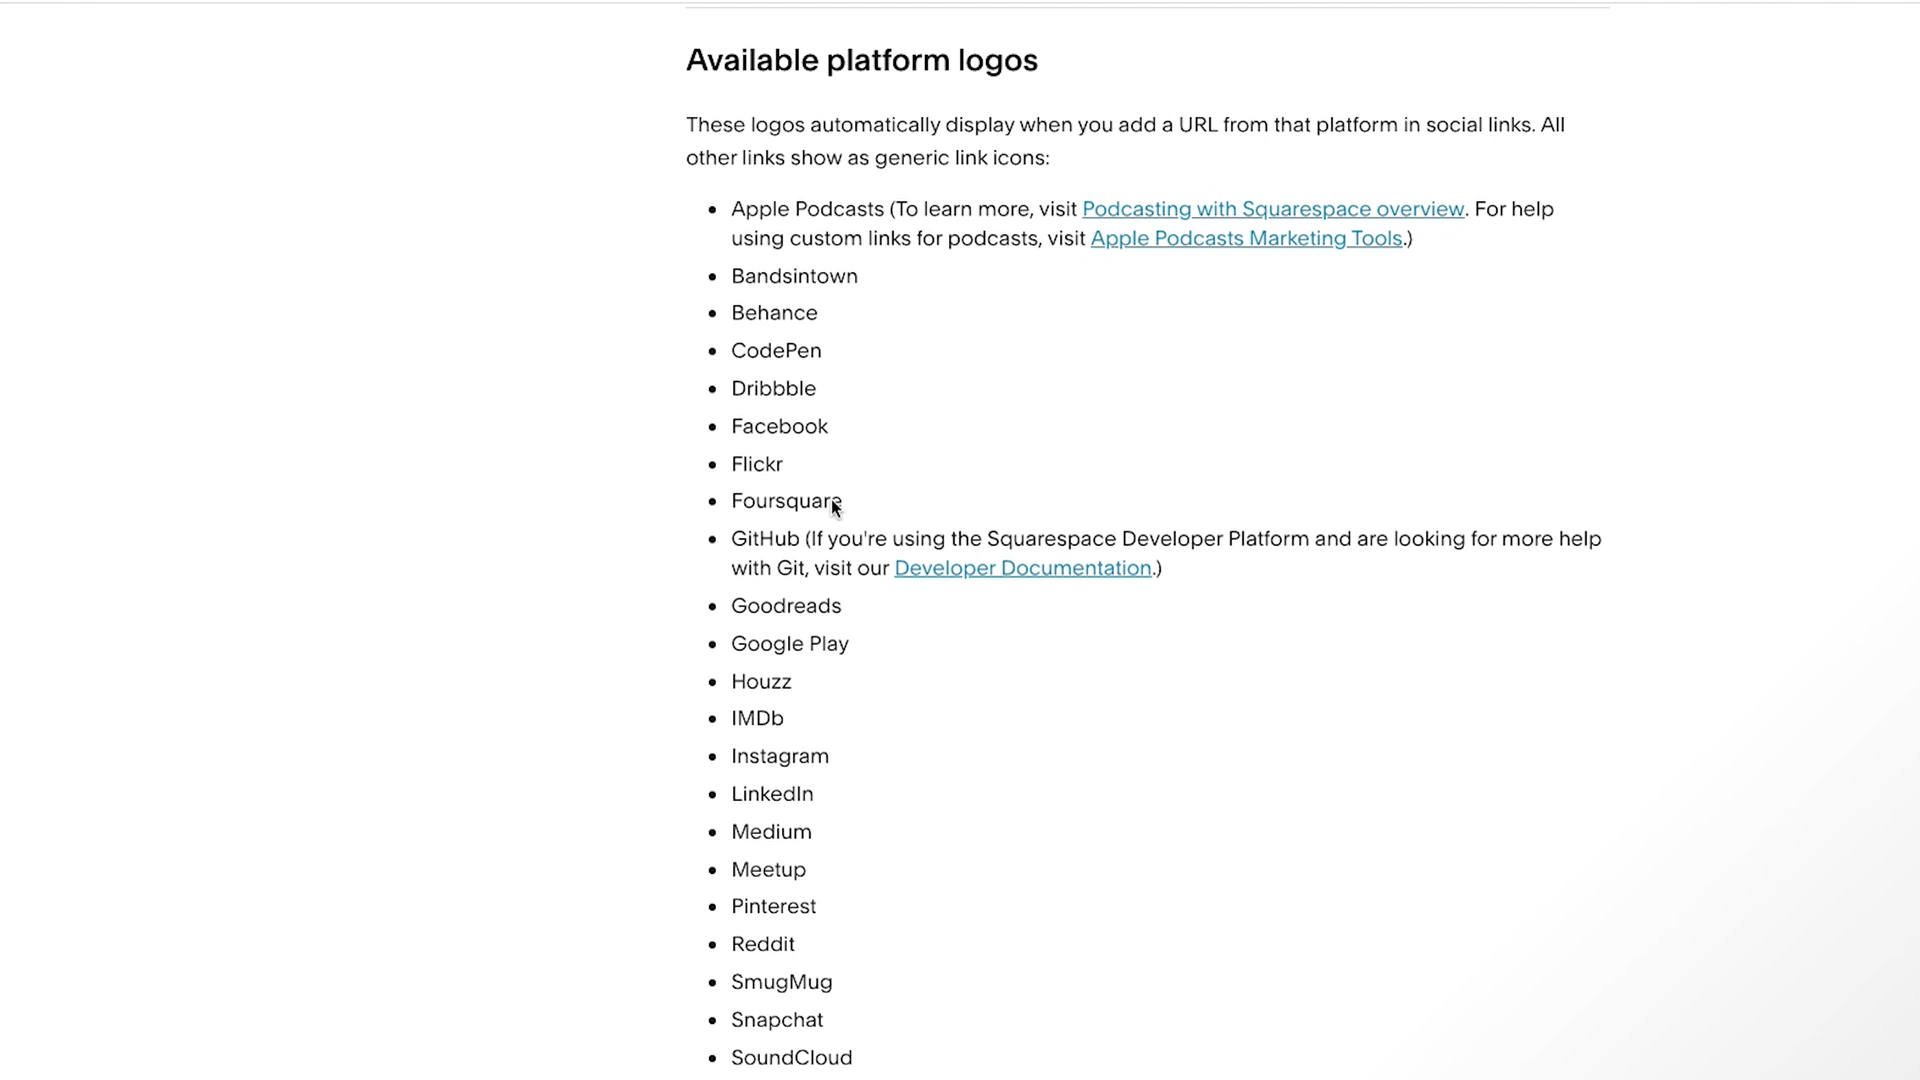 Available platform logos
These logos automatically display when you add a URL from that platform in social links. All
other links show as generic link icons:
• Apple Podcasts (To learn more, visit Podcasting with Squarespace overview. For help
using custom links for podcasts, visit Apple Podcasts Marketing Tools.)
• Bandsintown
• Behance
• CodePen
• Dribbble
• Facebook
• Flickr
• Foursquare
• GitHub (If you're using the Squarespace Developer Platform and are looking for more help
with Git, visit our Developer Documentation.)
• Goodreads
• Google Play
• Houzz
• IMDb
• Instagram
• LinkedIn
• Medium
• Meetup
• Pinterest
• Reddit
• SmugMug
• Snapchat
• SoundCloud